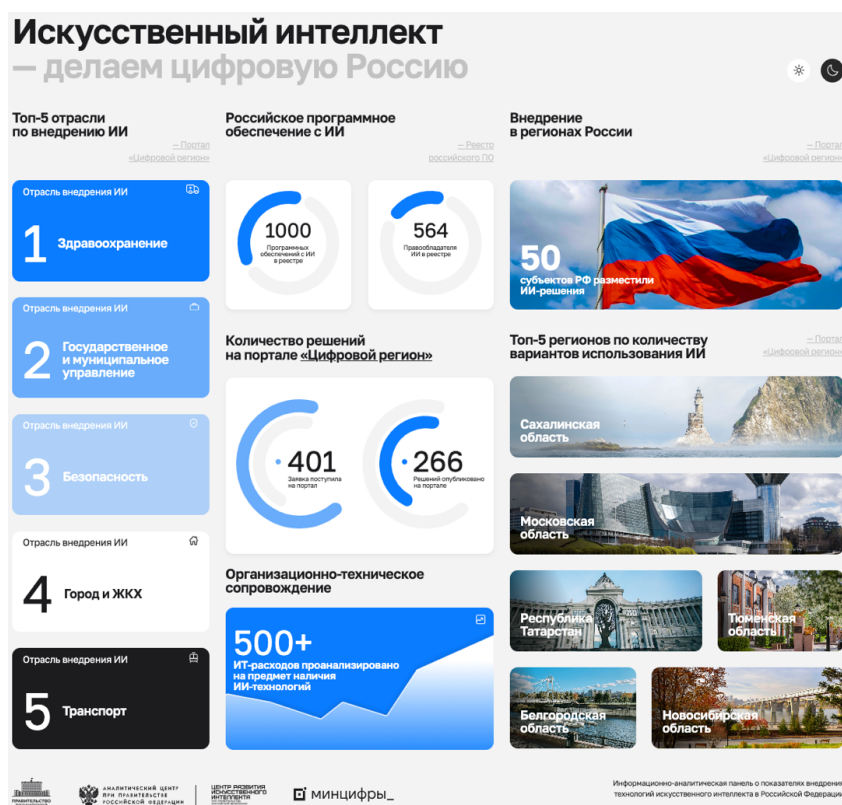 Искусственный интеллект
— делаем цифровую Россию
Топ-5 отрасли
по внедрению ИИ
— Портал
«Цифровой регион»
Отрасль внедрения ИИ
1 Здравоохранение
Отрасль внедрения ИИ
2 Государственное
и муниципальное
управление
Отрасль внедрения ИИ
3 Безопасность
Отрасль внедрения ИИ
4 Город и ЖКХ
Отрасль внедрения ИИ
5 Транспорт
Российское программное
обеспечение с ИИ
— Реестр
российского ПО
1000
Программных
обеспечений с ИИ
в реестре
564
Правообладателя
ИИ в реестре
Количество решений
на портале «Цифровой регион»
401
Заявка поступила
на портал
266
Решений опубликовано
на портале
Организационно-техническое
сопровождение
500+
ИТ-расходов проанализировано
на предмет наличия
ИИ-технологий
Внедрение
в регионах России
— Портал
«Цифровой регион»
50
субъектов РФ разместили
ИИ-решения
Топ-5 регионов по количеству
вариантов использования ИИ
— Портал
«Цифровой регион»
Сахалинская
область
Московская
область
Республика
Татарстан
Тюменская
область
Белгородская
область
Новосибирская
область
ПРАВИТЕЛЬСТВО
АНАЛИТИЧЕСКИЙ ЦЕНТР
ПРИ ПРАВИТЕЛЬСТВЕ
РОССИЙСКОЙ ФЕДЕРАЦИИ
ЦЕНТР РАЗВИТИЯ
ИСКУССТВЕННОГО
ИНТЕЛЛЕКТА
минцифры_
Информационно-аналитическая панель о показателях внедрения
технологий искусственного интеллекта в Российской Федерации